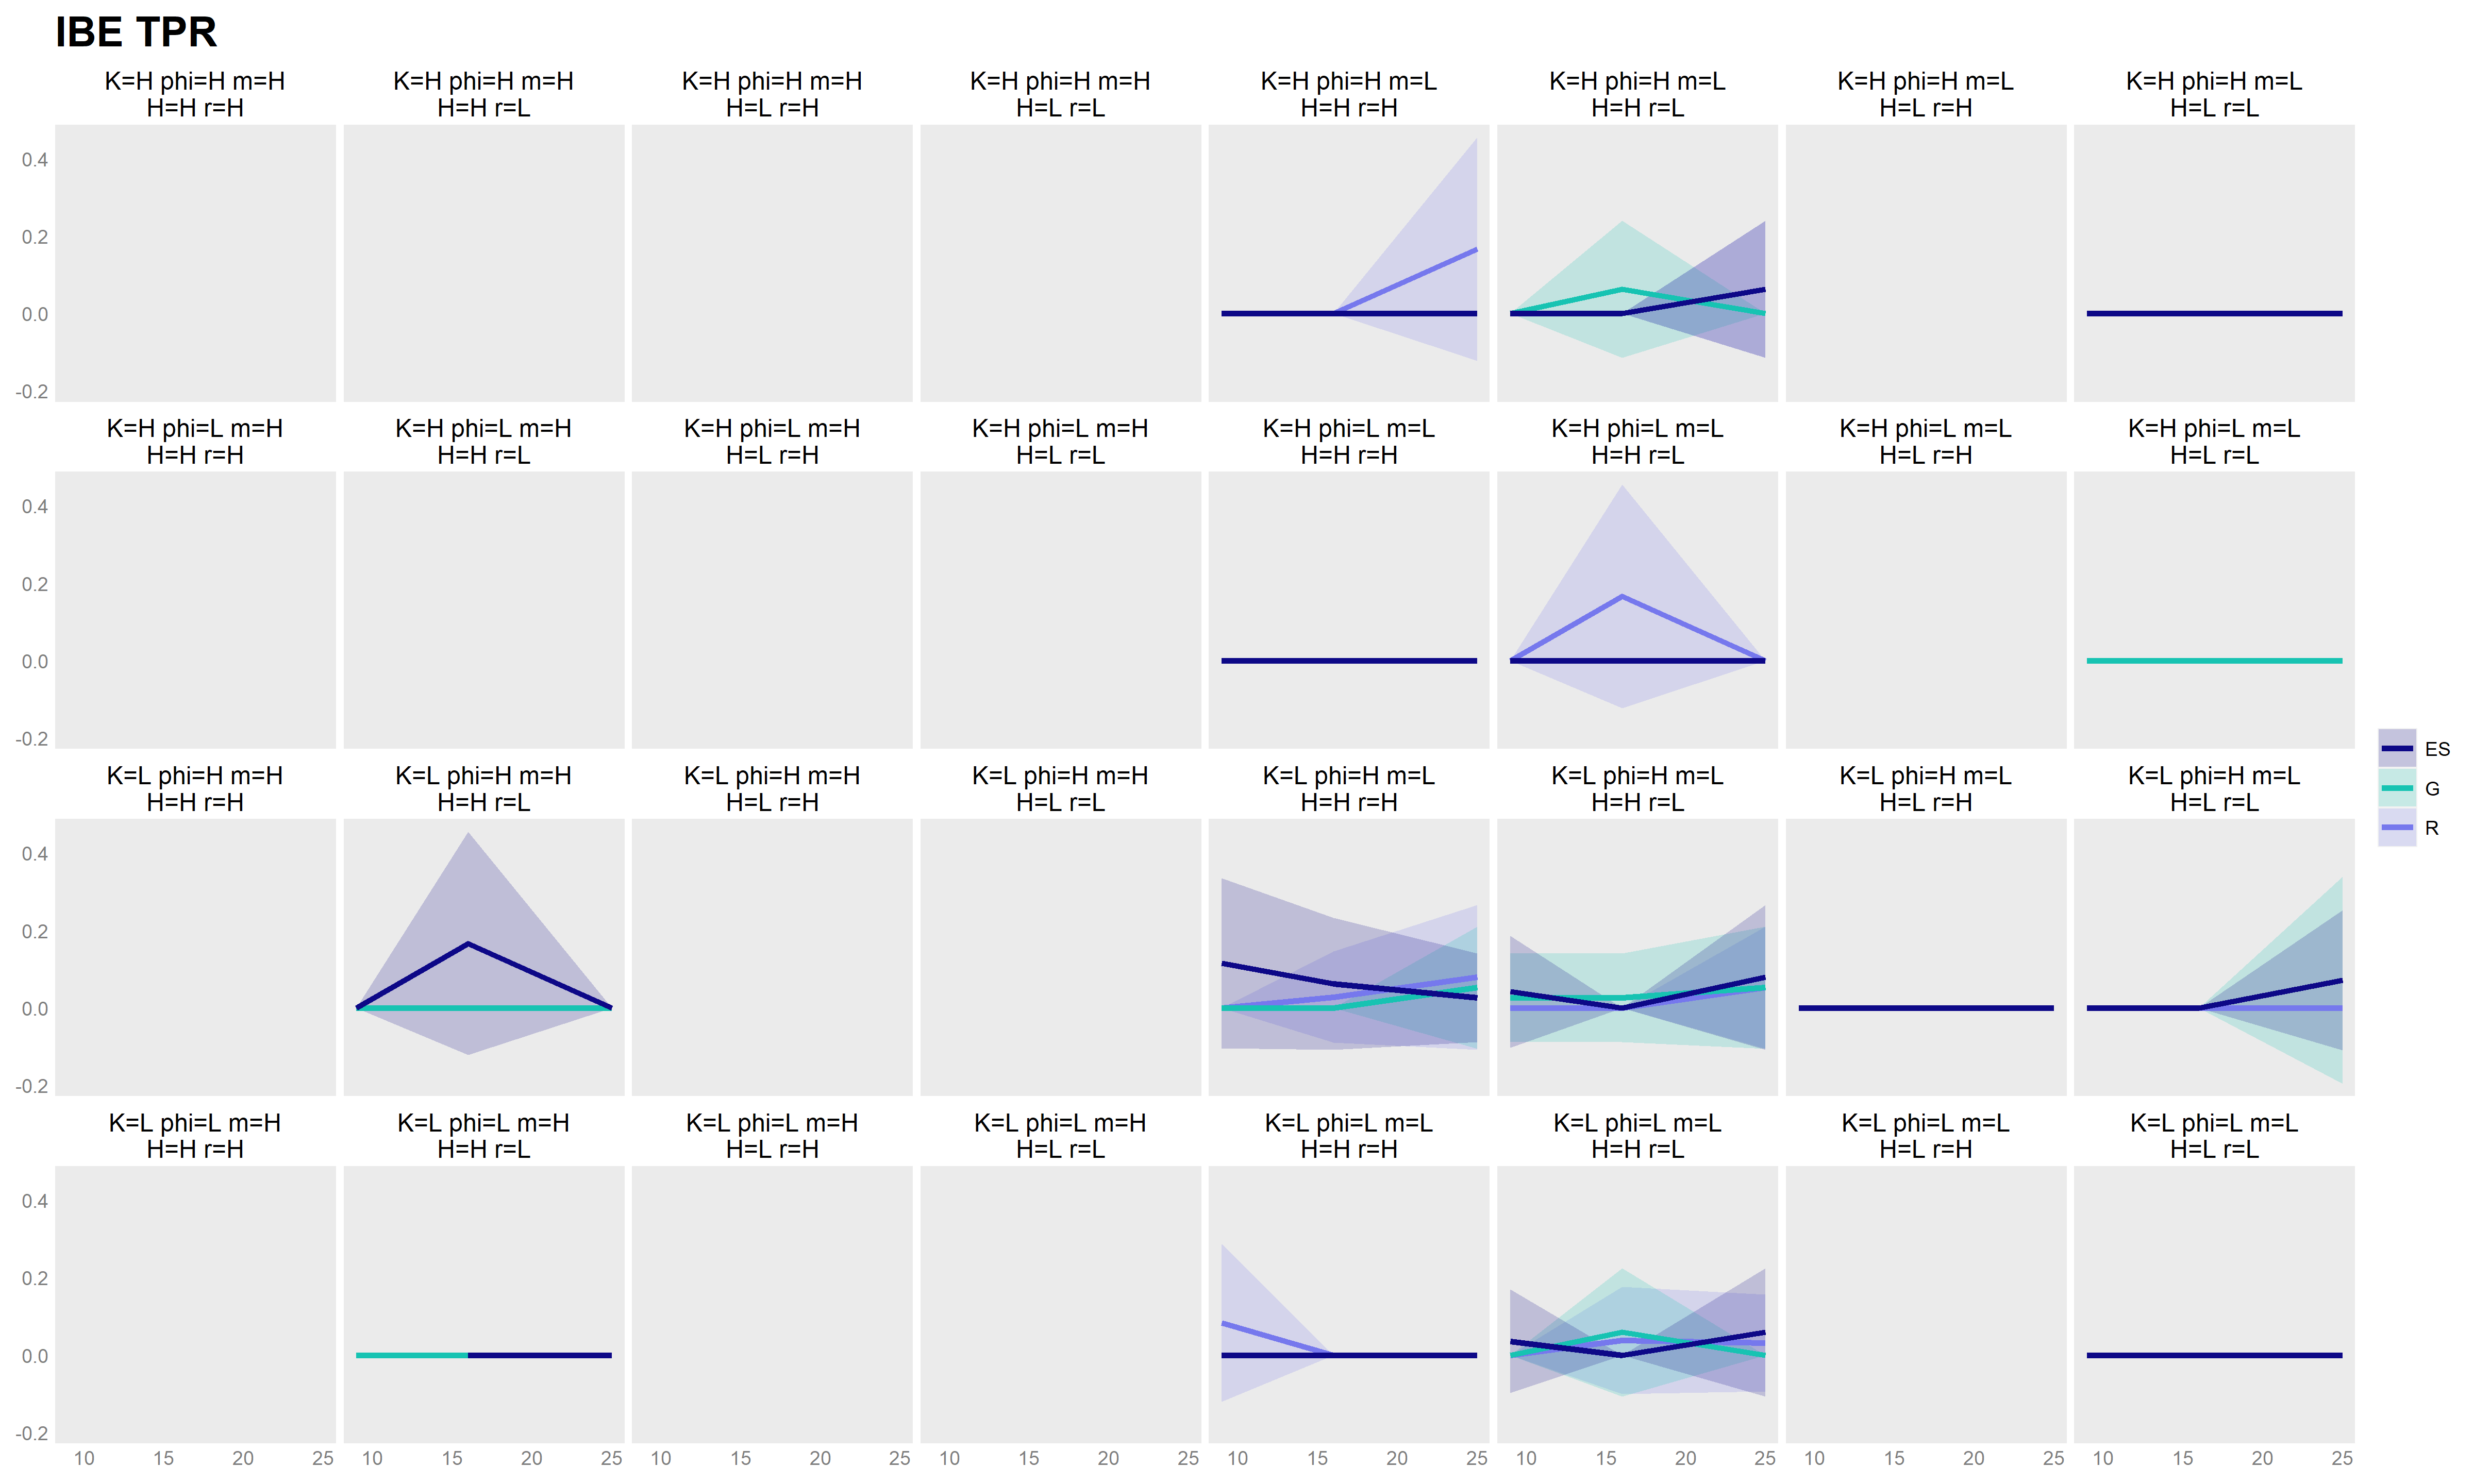 IBE TPR
K=H phi=H m=H K=H phi=H m=H K=H phi=H m=H K=H phi=H m=H K=H phi=H m=L K=H phi=H m=L K=H phi=H m=L K=H phi=H m=L
H=H r=H H=H r=L H=L r=H H=L r=L H=H r=H H=H r=L H=L r=H H=L r=L
0.4
0.2
0.0
-0.2
K=H phi=L m=H K=H phi=L m=H K=H phi=L m=H K=H phi=L m=H K=H phi=L m=L K=H phi=L m=L K=H phi=L m=L K=H phi=L m=L
H=H r=H H=H r=L H=L r=H H=L r=L H=H r=H H=H r=L H=L r=H H=L r=L
0.4
0.2
0.0
-0.2
K=L phi=H m=H K=L phi=H m=H K=L phi=H m=H K=L phi=H m=H K=L phi=H m=L K=L phi=H m=L K=L phi=H m=L K=L phi=H m=L
H=H r=H H=H r=L H=L r=H H=L r=L H=H r=H H=H r=L H=L r=H H=L r=L
0.4
0.2
0.0
-0.2
K=L phi=L m=H K=L phi=L m=H K=L phi=L m=H K=L phi=L m=H K=L phi=L m=L K=L phi=L m=L K=L phi=L m=L K=L phi=L m=L
H=H r=H H=H r=L H=L r=H H=L r=L H=H r=H H=H r=L H=L r=H H=L r=L
0.4
0.2
0.0
-0.2
10 15 20 25 10 15 20 25 10 15 20 25 10 15 20 25 10 15 20 25 10 15 20 25 10 15 20 25 10 15 20 25
ES
G
R